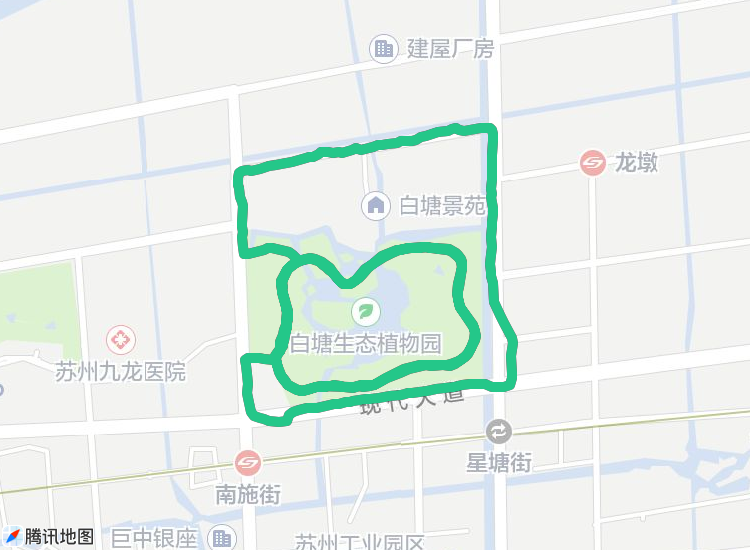 建屋厂房
龙墩
白塘景苑
白塘生态植物园
苏州九龙医院
现代大道
星塘街
南施街
腾讯地图
巨中银座
苏州工业园区